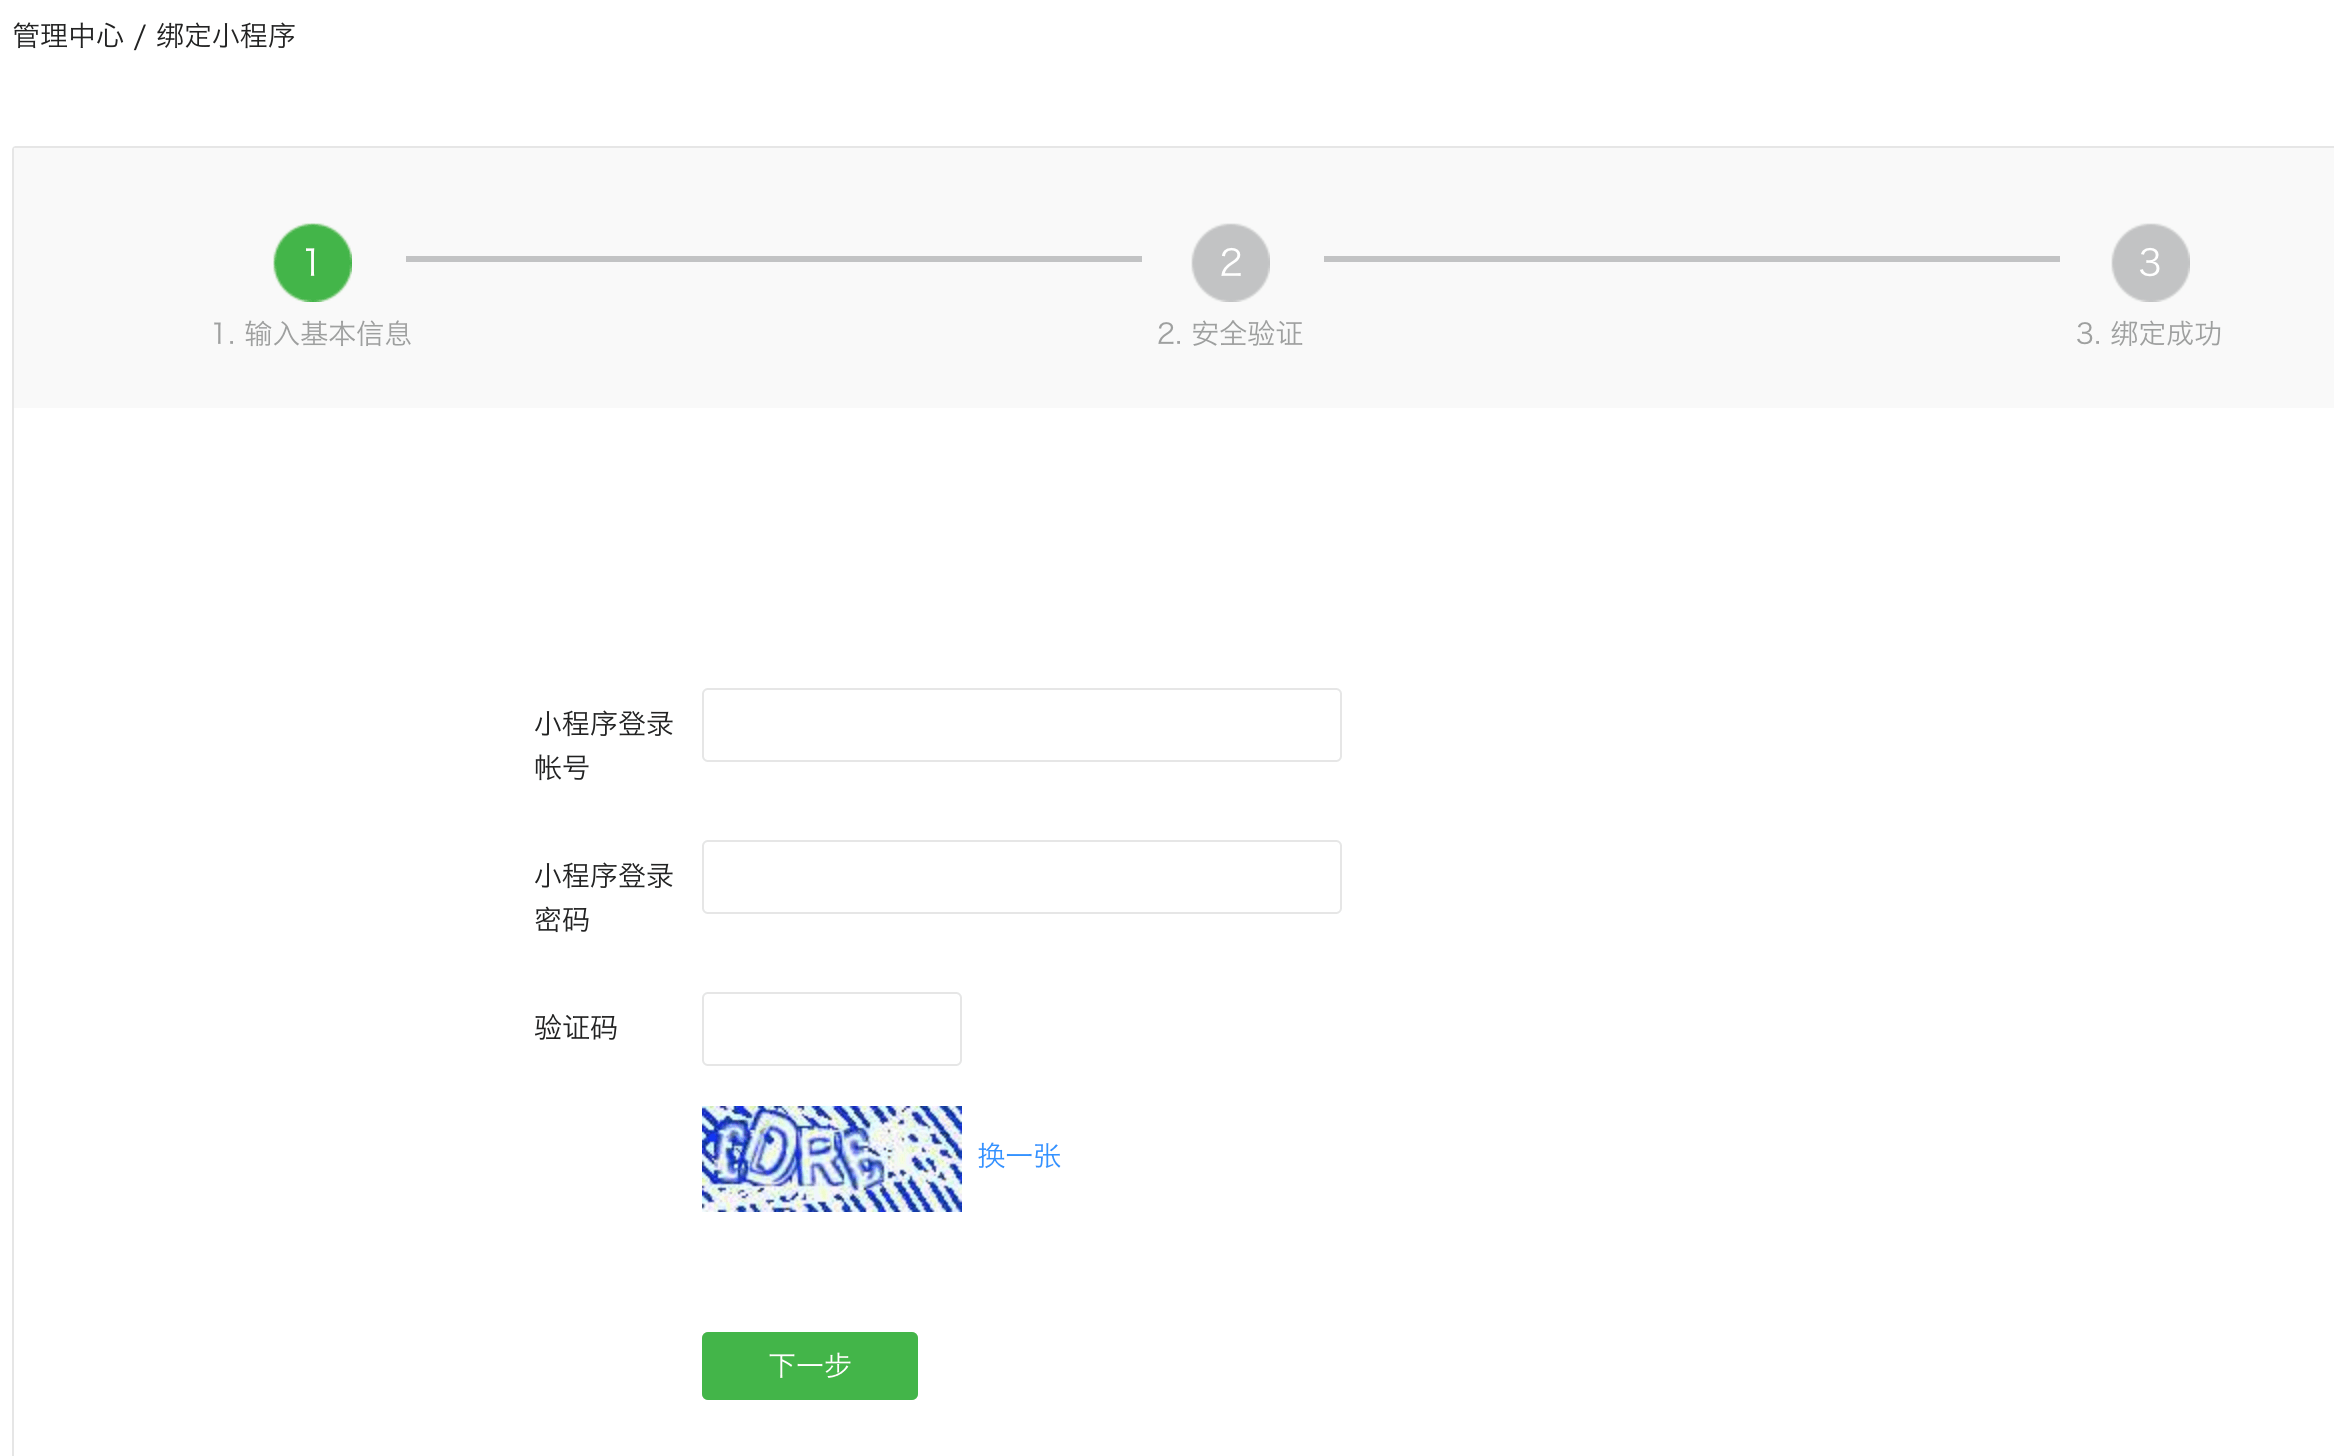 管理中心 / 绑定小程序
1
2
3
1. 输入基本信息
2. 安全验证
3. 绑定成功
小程序登录
帐号
小程序登录
密码
验证码
换一张
下一步